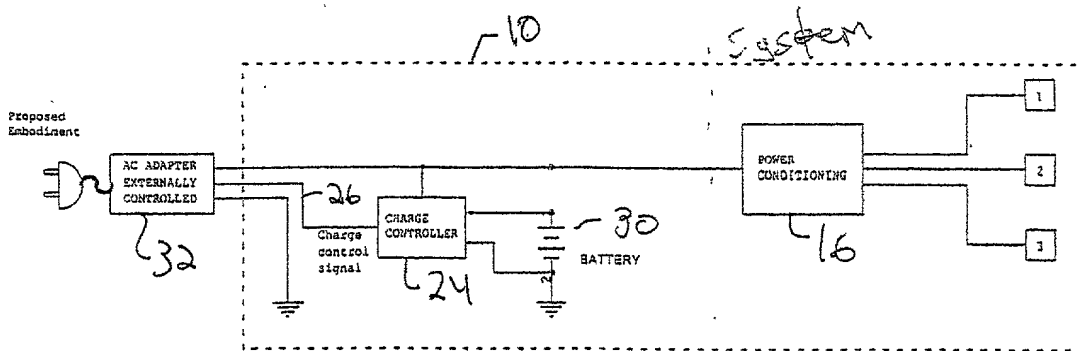 10
System
Proposed
Embodiment
AC ADAPTER
EXTERNALLY
CONTROLLED
32
26
Charge
control
signal
CHARGE
CONTROLLER
24
30
BATTERY
2
POWER
CONDITIONING
16
1
2
3